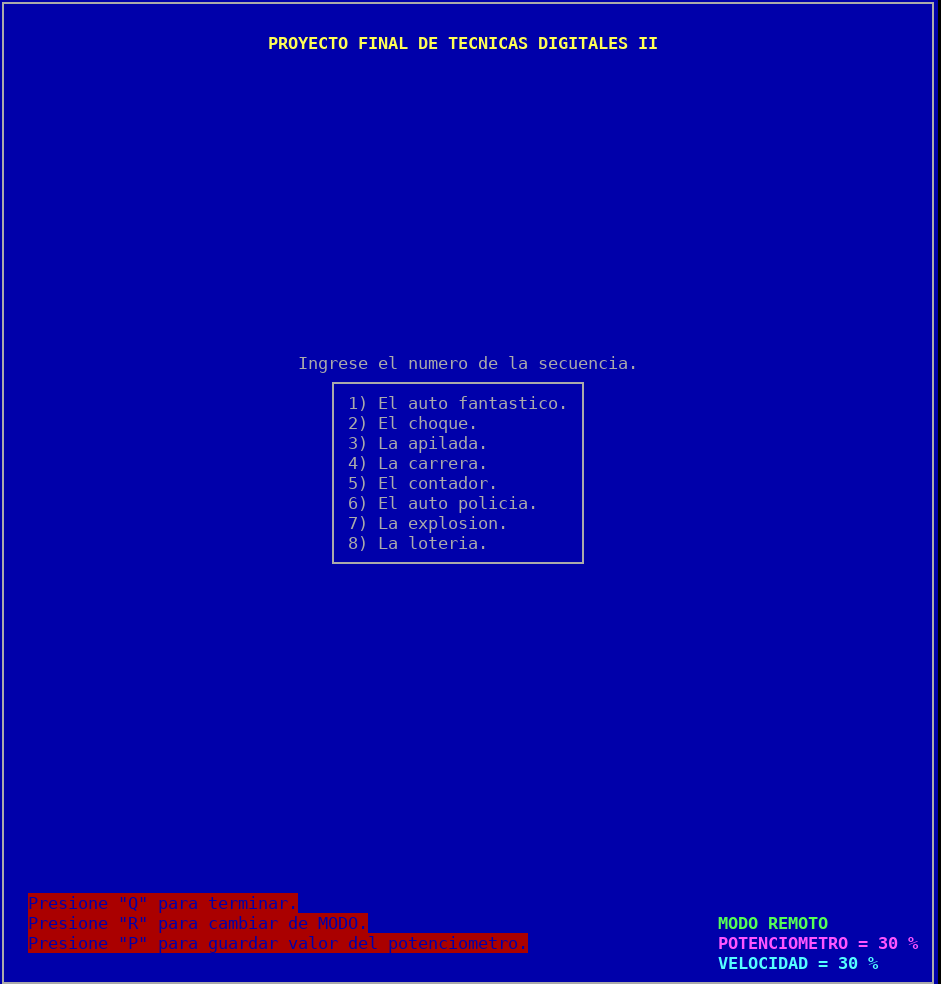 PROYECTO FINAL DE TECNICAS DIGITALES II
Ingrese el numero de la secuencia.
1) El auto fantastico.
2) El choque.
3) La apilada.
4) La carrera.
5) El contador.
6) El auto policia.
7) La explosion.
8) La loteria.
Presione "Q" para terminar.
Presione "R" para cambiar de MODO.
Presione "P" para guardar valor del potenciometro.
MODO REMOTO
POTENCIOMETRO = 30 %
VELOCIDAD = 30 %